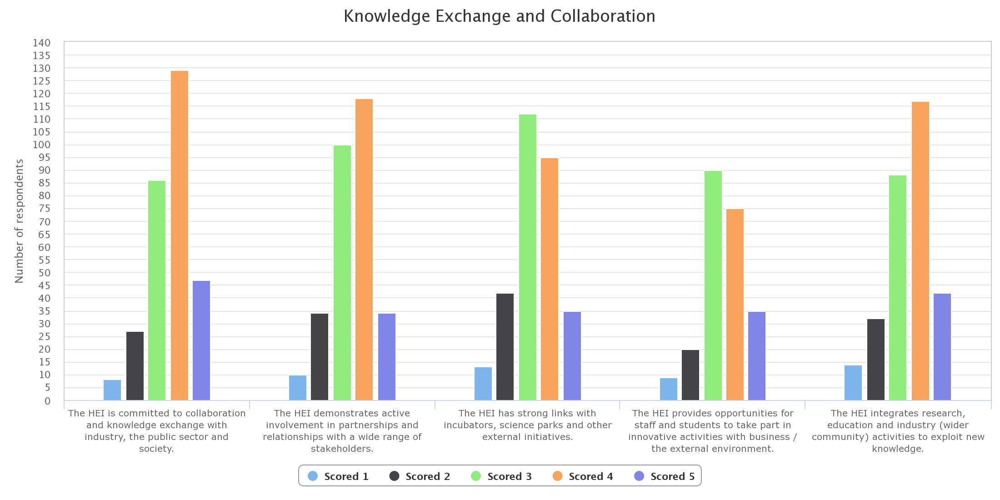 Knowledge Exchange and Collaboration
Number of respondents
140
135
130
125
120
115
110
105
100
95
90
85
80
75
70
65
60
55
50
45
40
35
30
25
20
15
10
5
0
The HEI is committed to collaboration
and knowledge exchange with
industry, the public sector and
society.
The HEI demonstrates active
involvement in partnerships and
relationships with a wide range of
stakeholders.
The HEI has strong links with
incubators, science parks and other
external initiatives.
The HEI provides opportunities for
staff and students to take part in
innovative activities with business /
the external environment.
The HEI integrates research,
education and industry (wider
community) activities to exploit new
knowledge.
Scored 1 Scored 2 Scored 3 Scored 4 Scored 5